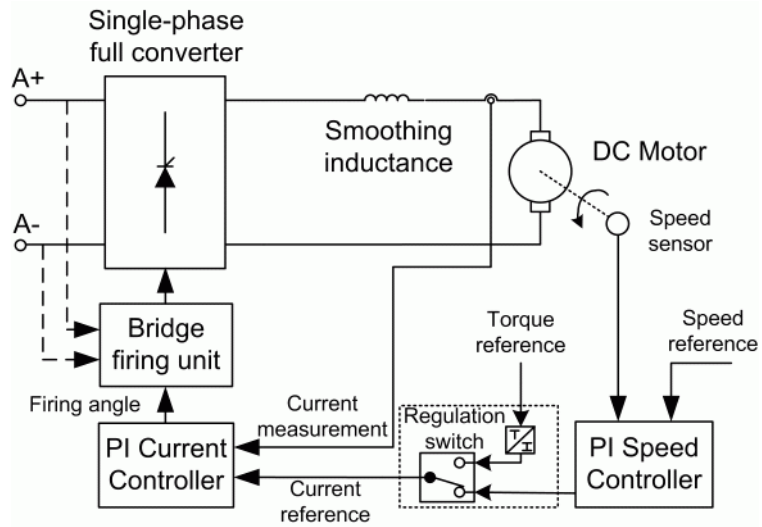 Single-phase
full converter
A+
Smoothing
inductance
DC Motor
A-
Speed
sensor
Bridge
firing unit
Torque
reference
Speed
reference
Firing angle
Current
measurement
Regulation
switch
T
I
PI Current
Controller
PI Speed
Controller
Current
reference